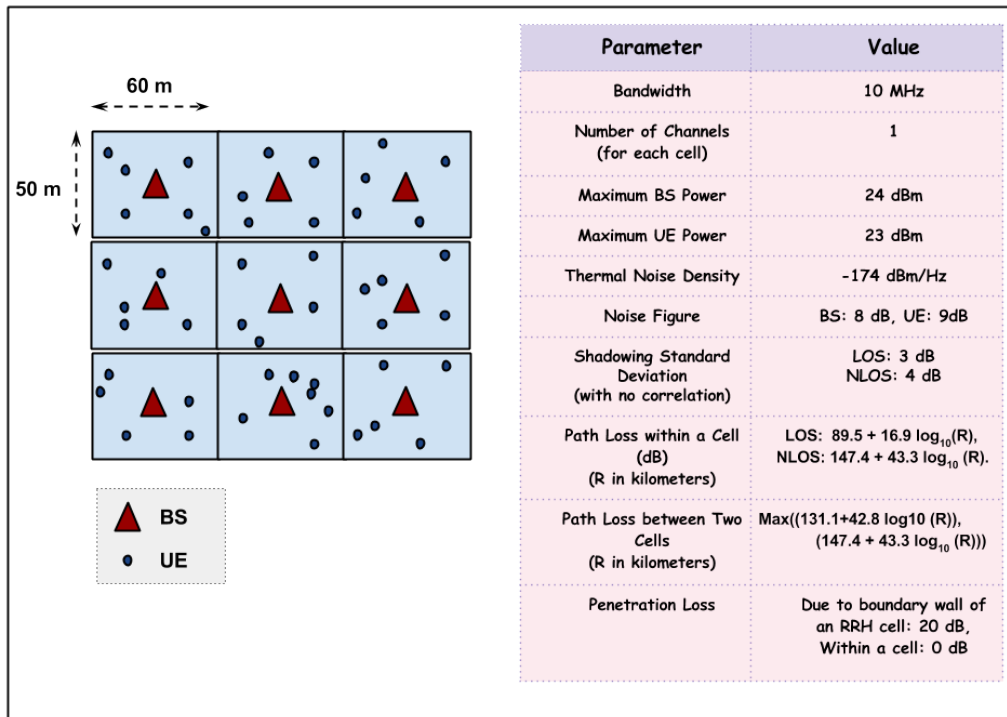 60 m
50 m
BS
UE
Parameter Value
Bandwidth 10 MHz
Number of Channels
(for each cell) 1
Maximum BS Power 24 dBm
Maximum UE Power 23 dBm
Thermal Noise Density -174 dBm/Hz
Noise Figure BS: 8 dB, UE: 9dB
Shadowing Standard
Deviation
(with no correlation)
LOS: 3 dB
NLOS: 4 dB
Path Loss within a Cell
(dB)
(R in kilometers)
LOS: 89.5 + 16.9 log10(R),
NLOS: 147.4 + 43.3 log10 (R).
Path Loss between Two
Cells
(R in kilometers)
Max((131.1+42.8 log10 (R)),
(147.4 + 43.3 log10 (R)))
Penetration Loss
Due to boundary wall of
an RRH cell: 20 dB,
Within a cell: 0 dB